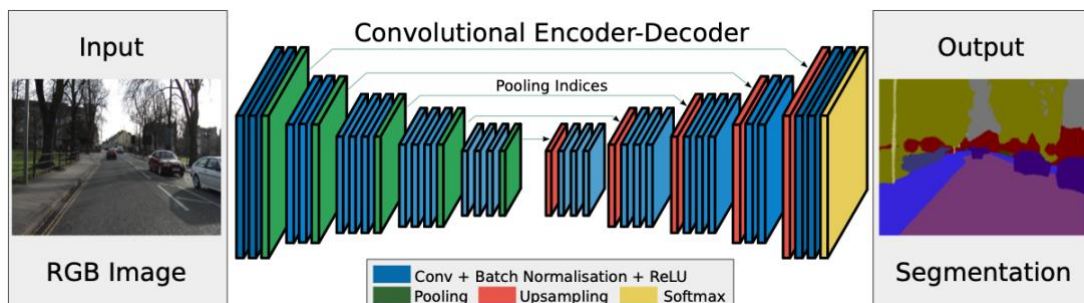 Input
RGB Image
Convolutional Encoder-Decoder
Pooling Indices
Conv + Batch Normalisation + ReLU
Pooling Upsampling Softmax
Output
Segmentation